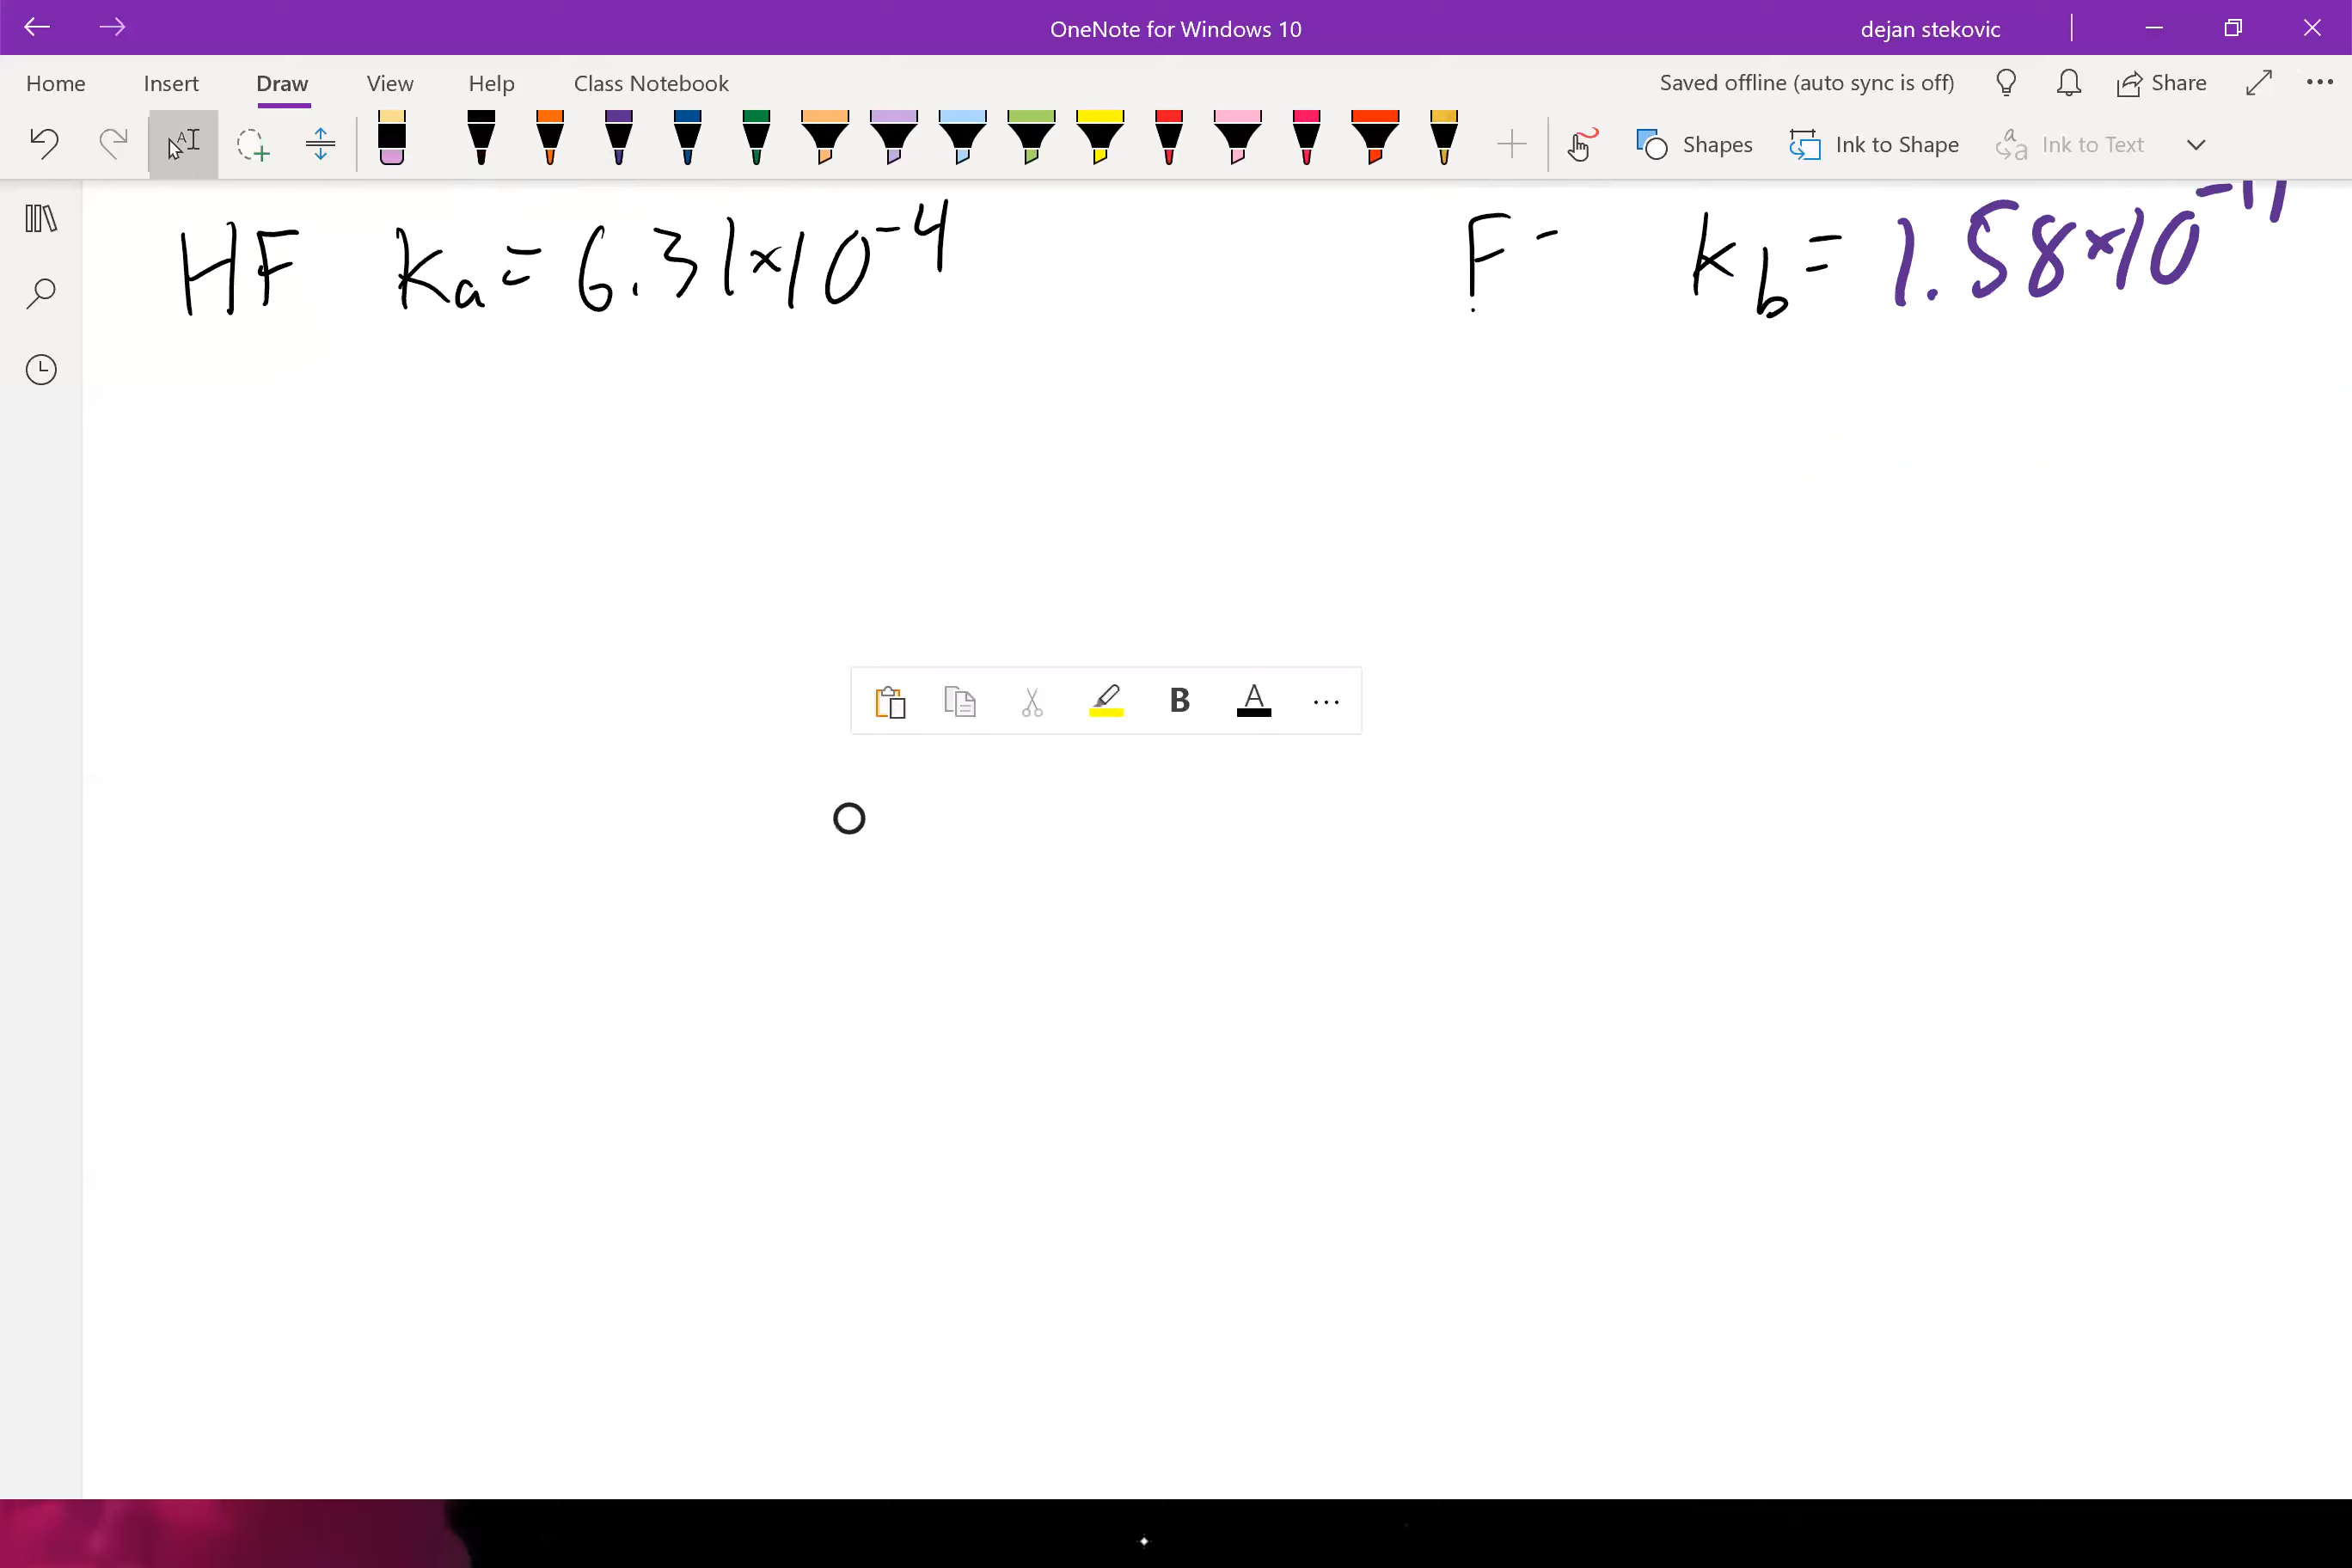 OneNote for Windows 10
dejan stekovic
Home Insert Draw View Help Class Notebook
Saved offline (auto sync is off) Share
Shapes Ink to Shape Ink to Text
HF Ka = 6.31×10⁻⁴
F⁻ Kb = 1.58×10⁻¹¹
B A ...